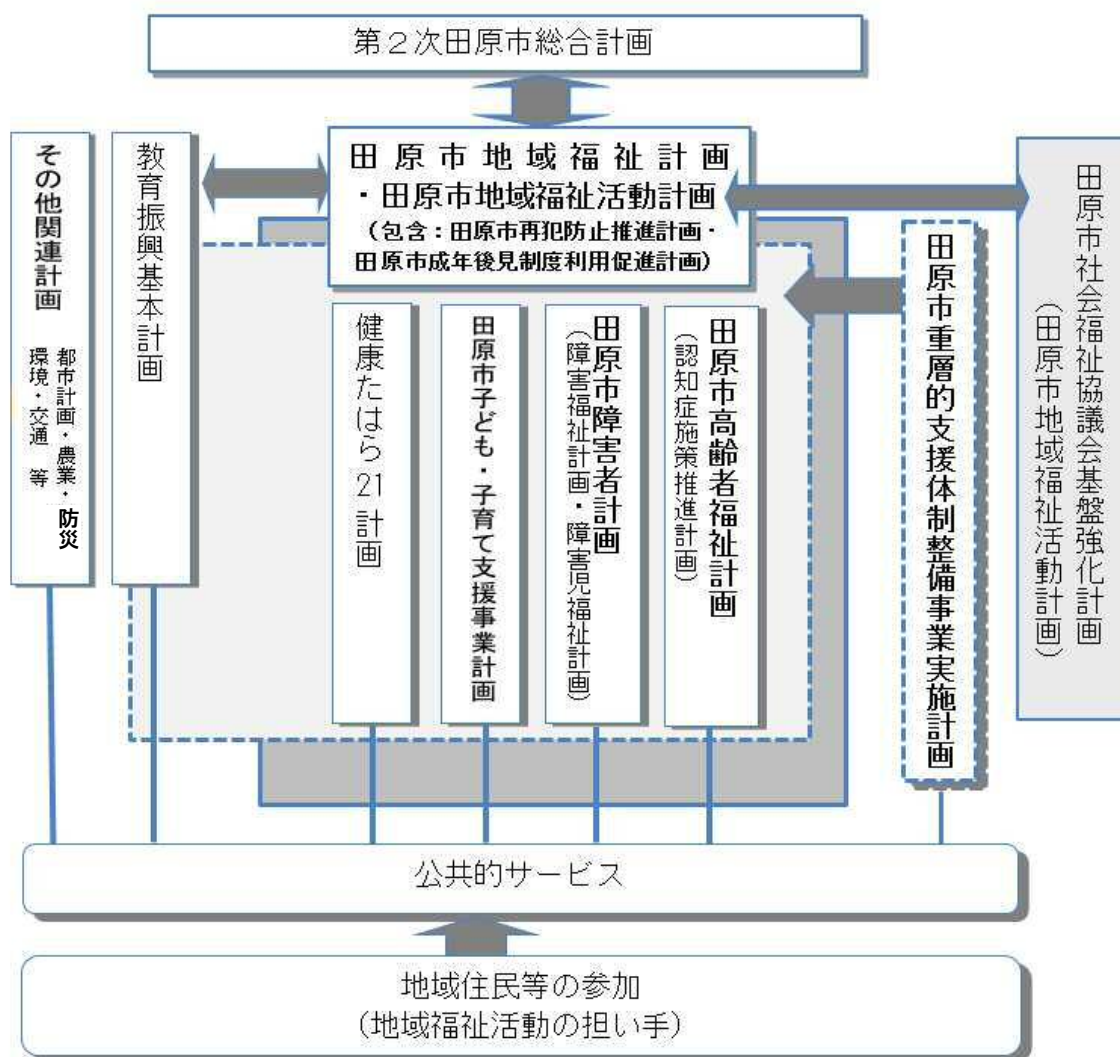 第２次田原市総合計画
田原市地域福祉計画
・田原市地域福祉活動計画
（包含：田原市再犯防止推進計画・
田原市成年後見制度利用促進計画）
その他関連計画
都市計画・農業・防災
環境・交通　等
教育振興基本計画
健康たはら21計画
田原市子ども・子育て支援事業計画
田原市障害者計画
（障害福祉計画・障害児福祉計画）
田原市高齢者福祉計画
（認知症施策推進計画）
田原市重層的支援体制整備事業実施計画
田原市社会福祉協議会基盤強化計画
（田原市地域福祉活動計画）
公共的サービス
地域住民等の参加
（地域福祉活動の担い手）